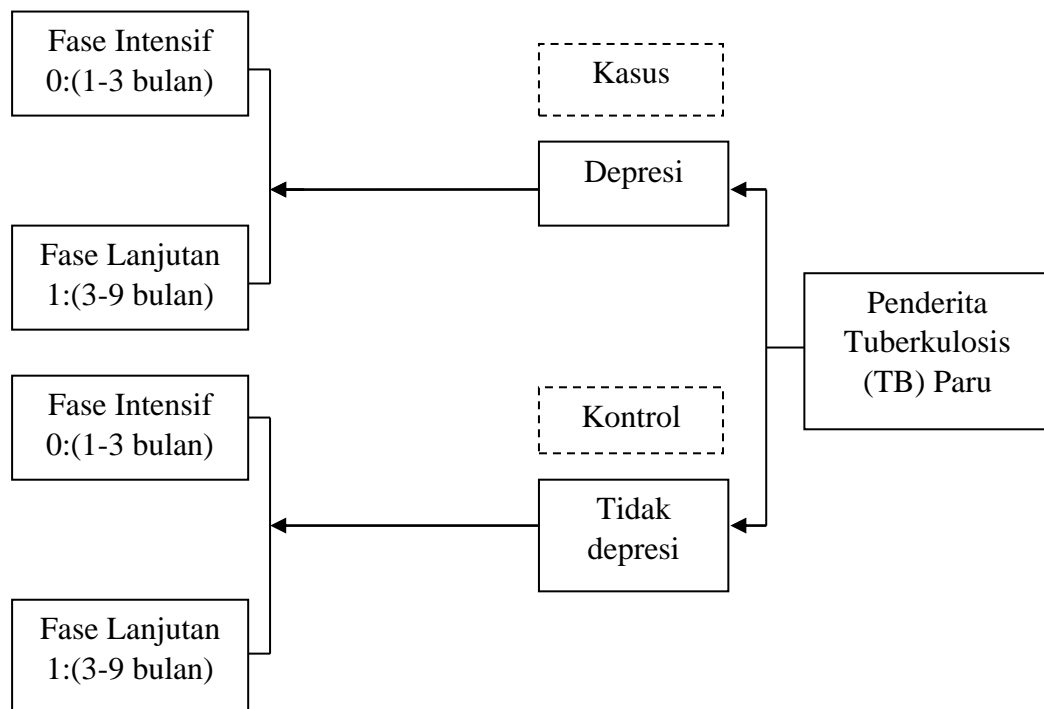 Fase Intensif
0:(1-3 bulan)
Kasus
Depresi
Fase Lanjutan
1:(3-9 bulan)
Penderita
Tuberkulosis
(TB) Paru
Fase Intensif
0:(1-3 bulan)
Kontrol
Tidak
depresi
Fase Lanjutan
1:(3-9 bulan)